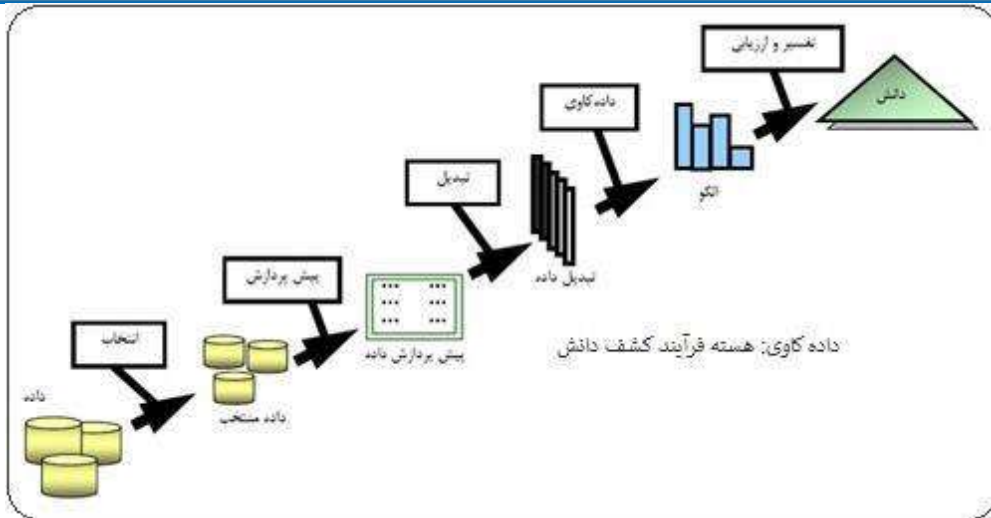 تفسیر و ارزیابی
دانش
داده کاوی
الگو
تبدیل
تبدیل داده
پیش پردازش
پیش پردازش داده
داده کاوی: هسته فرآیند کشف دانش
انتخاب
داده منتخب
داده